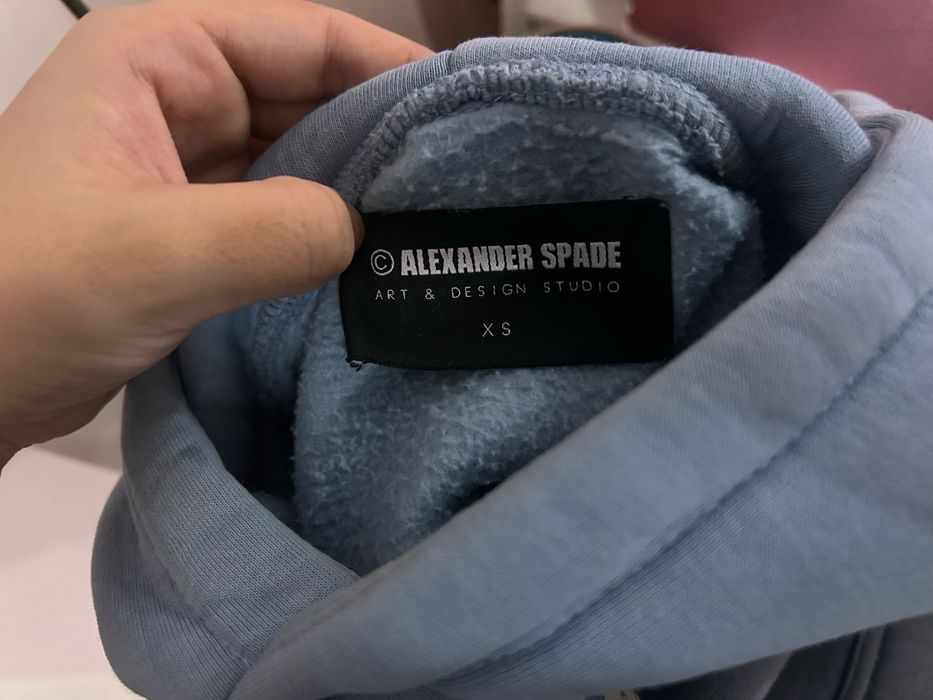 © ALEXANDER SPADE
ART & DESIGN STUDIO
XS